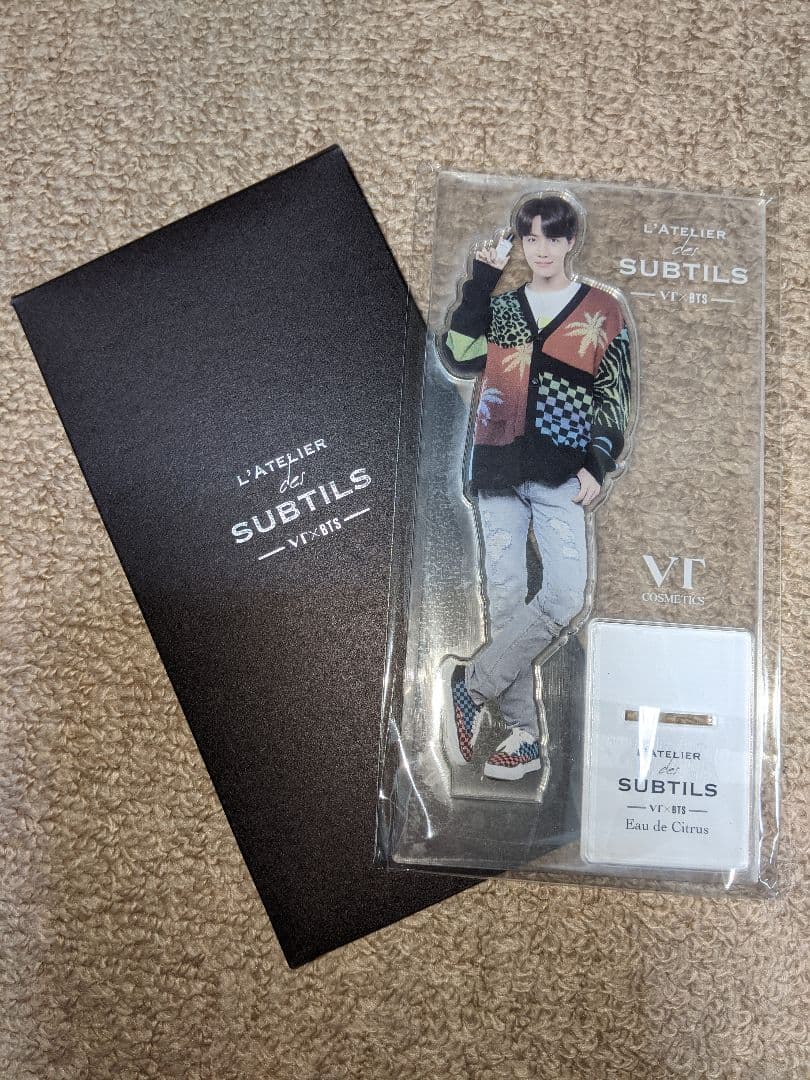 L'ATELIER
des
SUBTILS
VT×BTS
L'ATELIER
des
SUBTILS
VT×BTS
VT
COSMETICS
L'ATELIER
des
SUBTILS
VT×BTS
Eau de Citrus